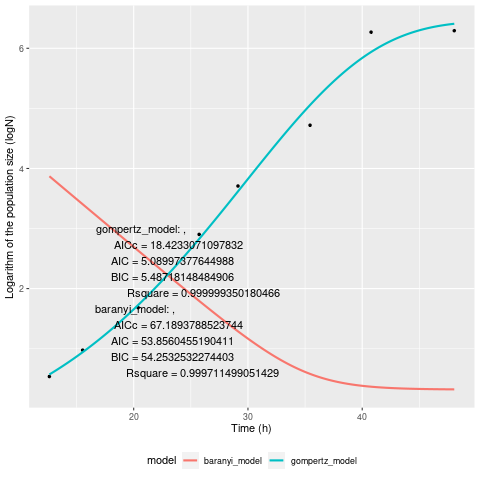 6
4
2
Logarithm of the population size (logN)
gompertz_model: ,
AICc = 18.4233071097832
AIC = 5.08997377644988
BIC = 5.48718148484906
Rsquare = 0.999999350180466
baranyi_model: ,
AICc = 67.1893788523744
AIC = 53.8560455190411
BIC = 54.2532532274403
Rsquare = 0.999711499051429
20 30 40
Time (h)
model baranyi_model gompertz_model